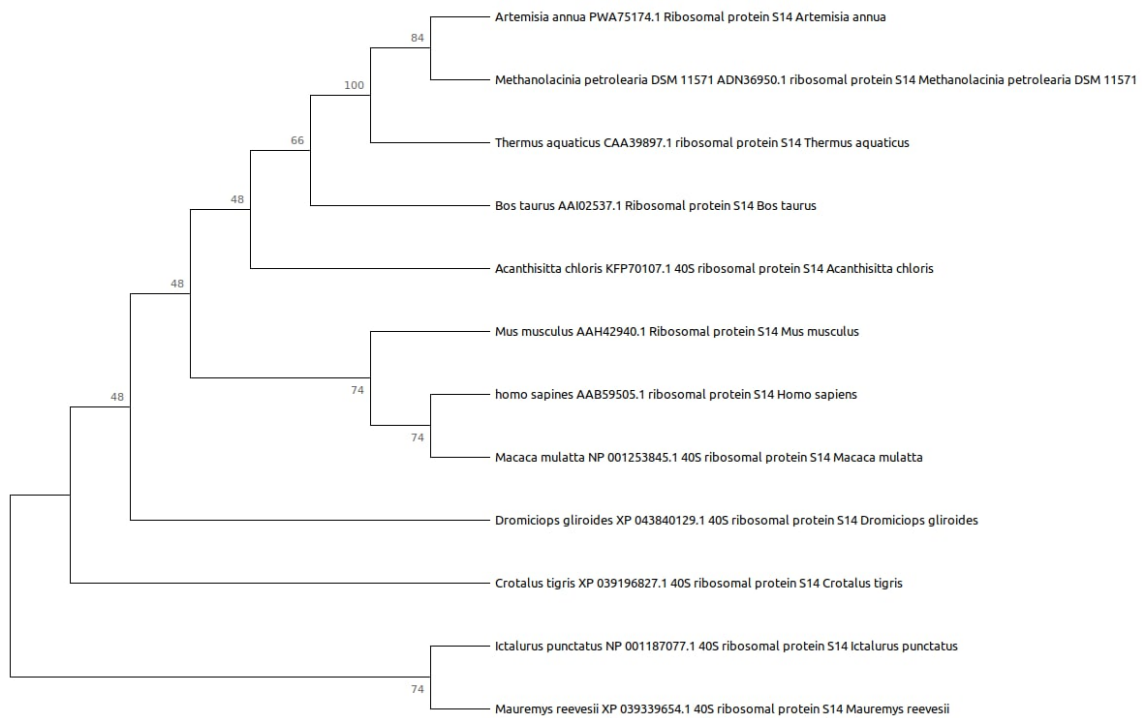 Artemisia annua PWA75174.1 Ribosomal protein S14 Artemisia annua
84
Methanolacinia petrolearia DSM 11571 ADN36950.1 ribosomal protein S14 Methanolacinia petrolearia DSM 11571
100
Thermus aquaticus CAA39897.1 ribosomal protein S14 Thermus aquaticus
66
Bos taurus AAI02537.1 Ribosomal protein S14 Bos taurus
48
Acanthisitta chloris KFP70107.1 40S ribosomal protein S14 Acanthisitta chloris
48
Mus musculus AAH42940.1 Ribosomal protein S14 Mus musculus
74
homo sapines AAB59505.1 ribosomal protein S14 Homo sapiens
48
74
Macaca mulatta NP 001253845.1 40S ribosomal protein S14 Macaca mulatta
Dromiciops gliroides XP 043840129.1 40S ribosomal protein S14 Dromiciops gliroides
Crotalus tigris XP 039196827.1 40S ribosomal protein S14 Crotalus tigris
Ictalurus punctatus NP 001187077.1 40S ribosomal protein S14 Ictalurus punctatus
74
Mauremys reevesii XP 039339654.1 40S ribosomal protein S14 Mauremys reevesii